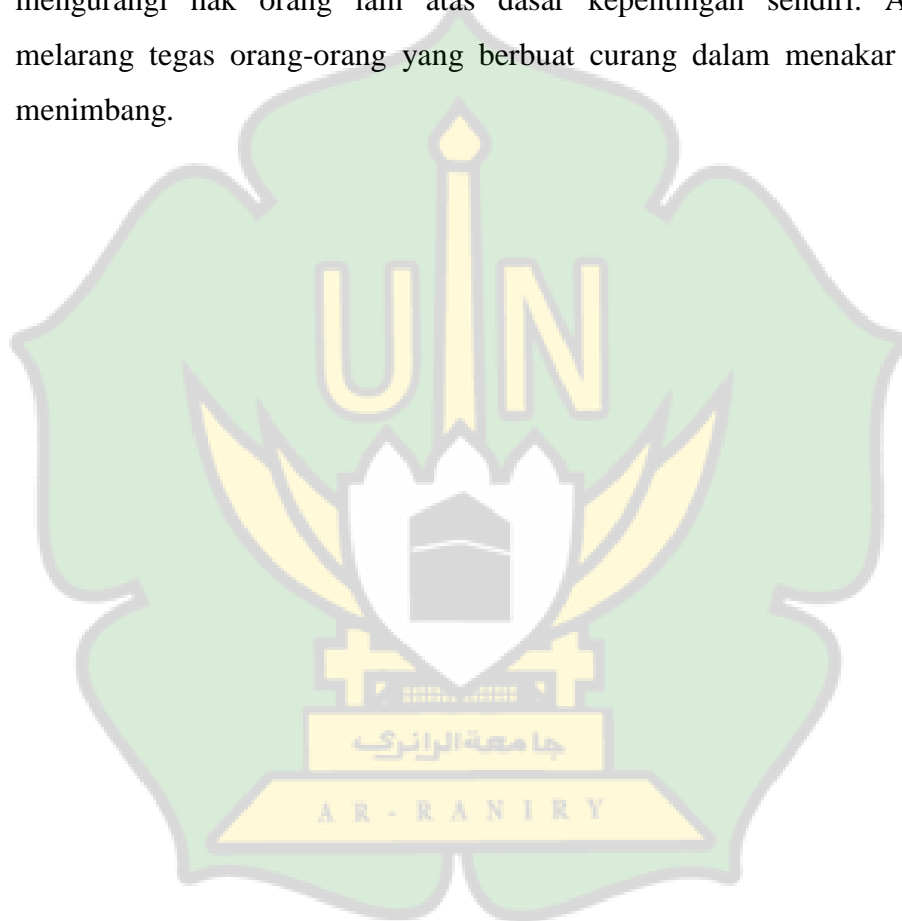 mengurangi hak orang lain atas dasar kepentingan sendiri. A
melarang tegas orang-orang yang berbuat curang dalam menakar
menimbang.
UIN
جامعة الرانري
AR-RANIRY